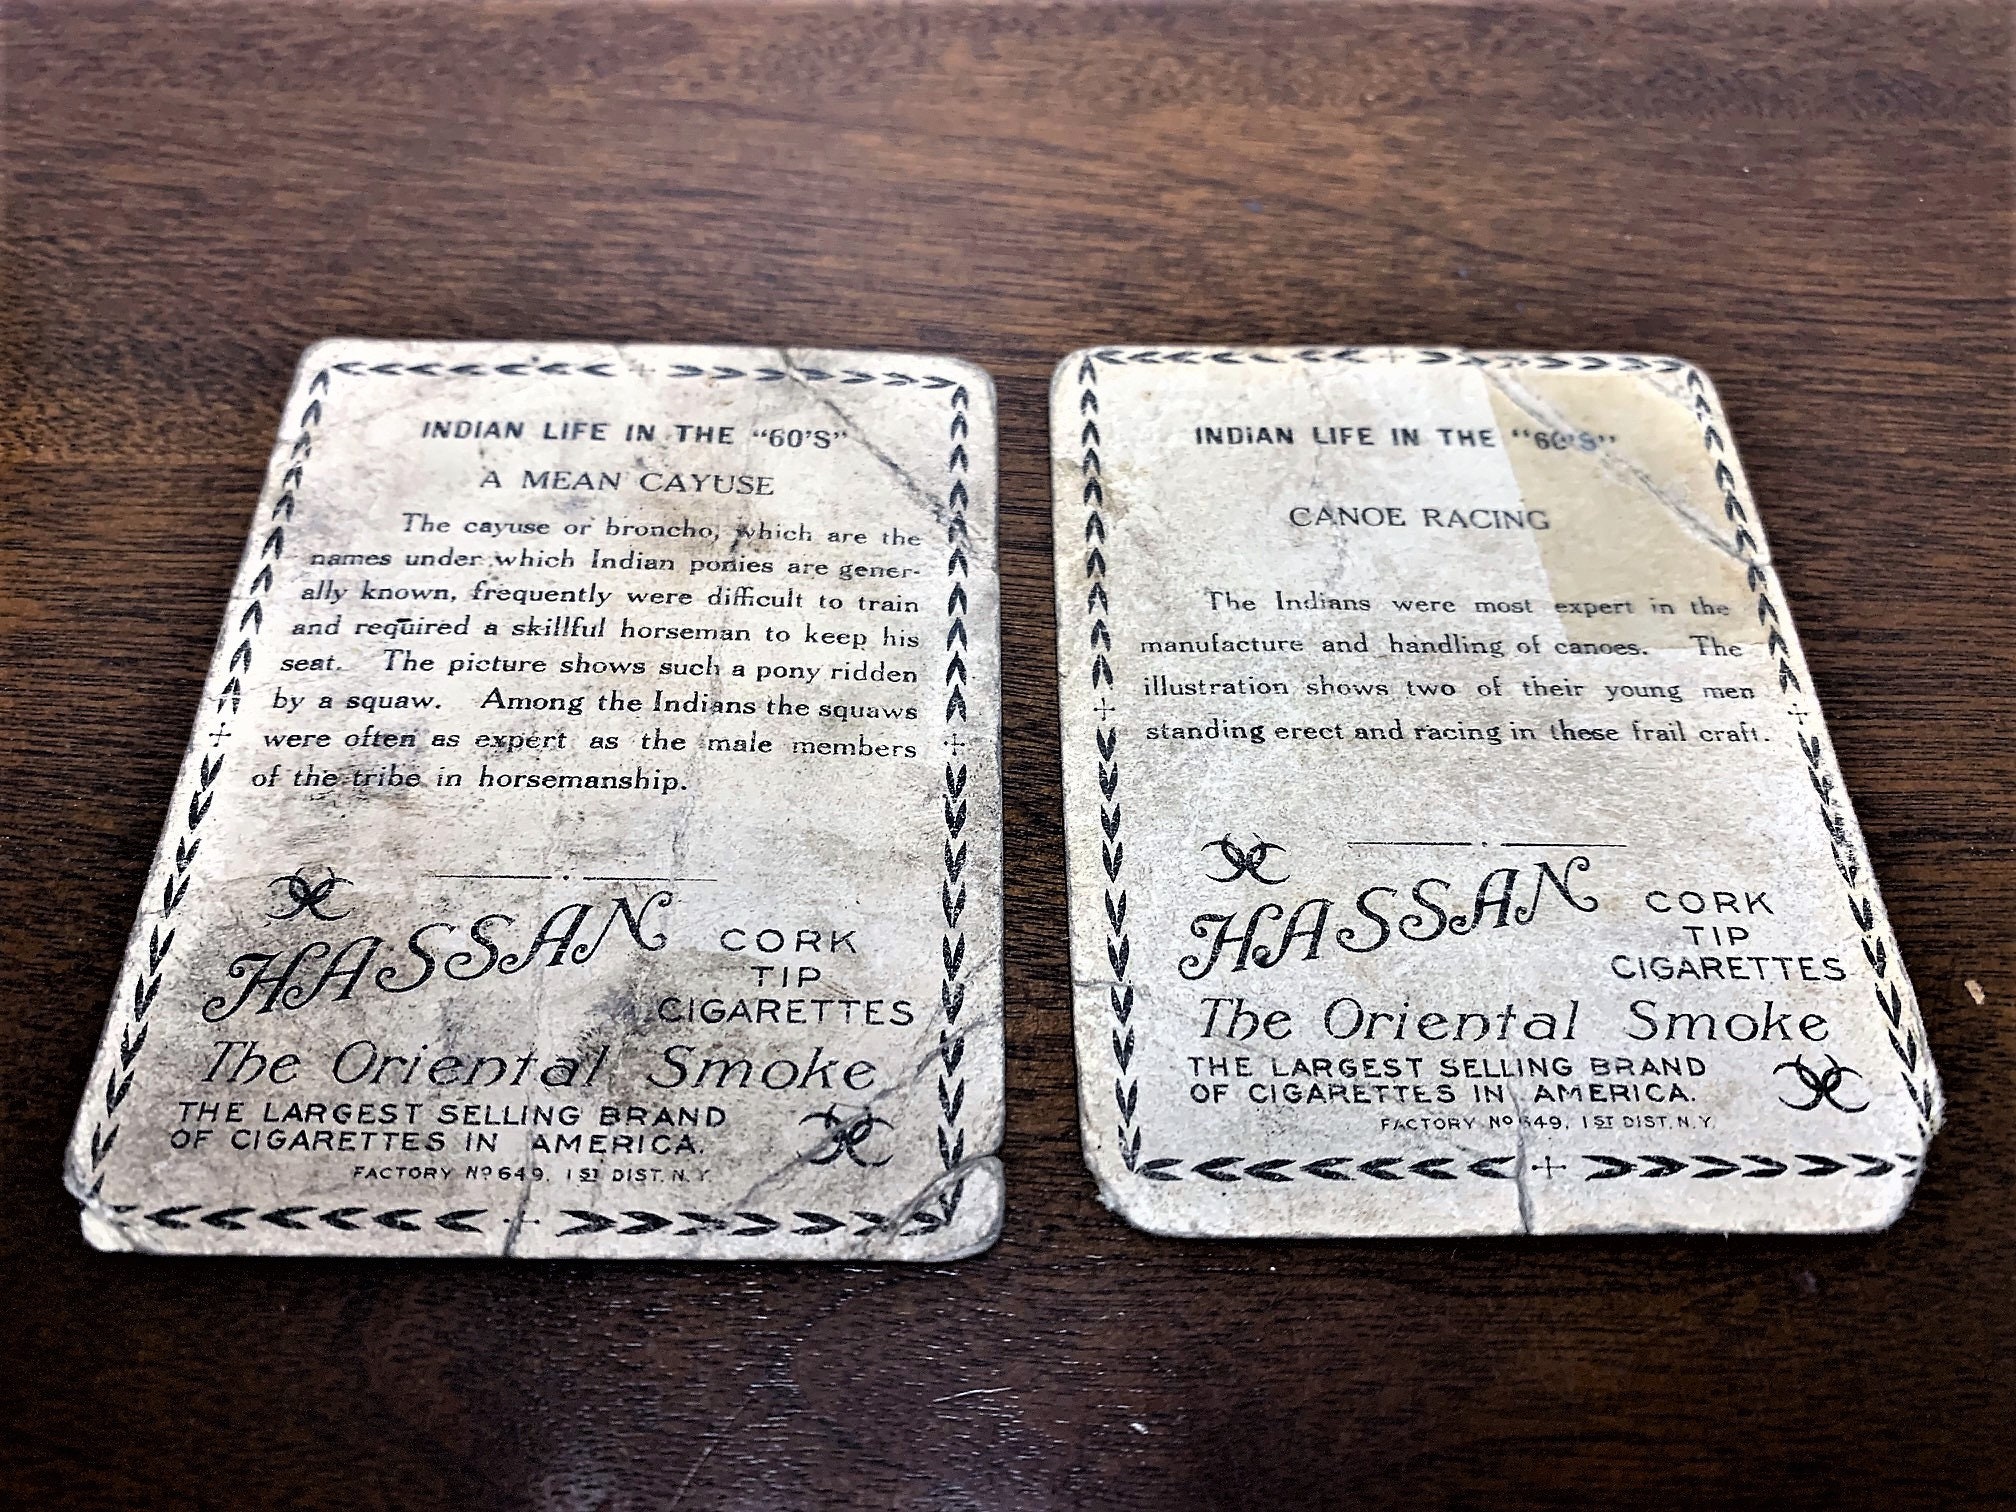 INDIAN LIFE IN THE "60'S"
A MEAN CAYUSE
The cayuse or broncho, which are the
names under which Indian ponies are gener-
ally known, frequently were difficult to train
and required a skillful horseman to keep his
seat. The picture shows such a pony ridden
by a squaw. Among the Indians the squaws
were often as expert as the male members
of the tribe in horsemanship.
HASSAN CORK
TIP
CIGARETTES
The Oriental Smoke
THE LARGEST SELLING BRAND
OF CIGARETTES IN AMERICA.
FACTORY No 649, 1ST DIST. N.Y.
INDIAN LIFE IN THE "60'S"
CANOE RACING
The Indians were most expert in the
manufacture and handling of canoes. The
illustration shows two of their young men
standing erect and racing in these frail craft.
HASSAN CORK
TIP
CIGARETTES
The Oriental Smoke
THE LARGEST SELLING BRAND
OF CIGARETTES IN AMERICA.
FACTORY No 649, 1ST DIST. N.Y.